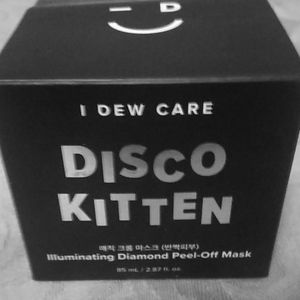 I D
I DEW CARE
DISCO
KITTEN
매직 크롬 마스크 (반짝피부)
Illuminating Diamond Peel-Off Mask
85 mL / 2.87 fl. oz.